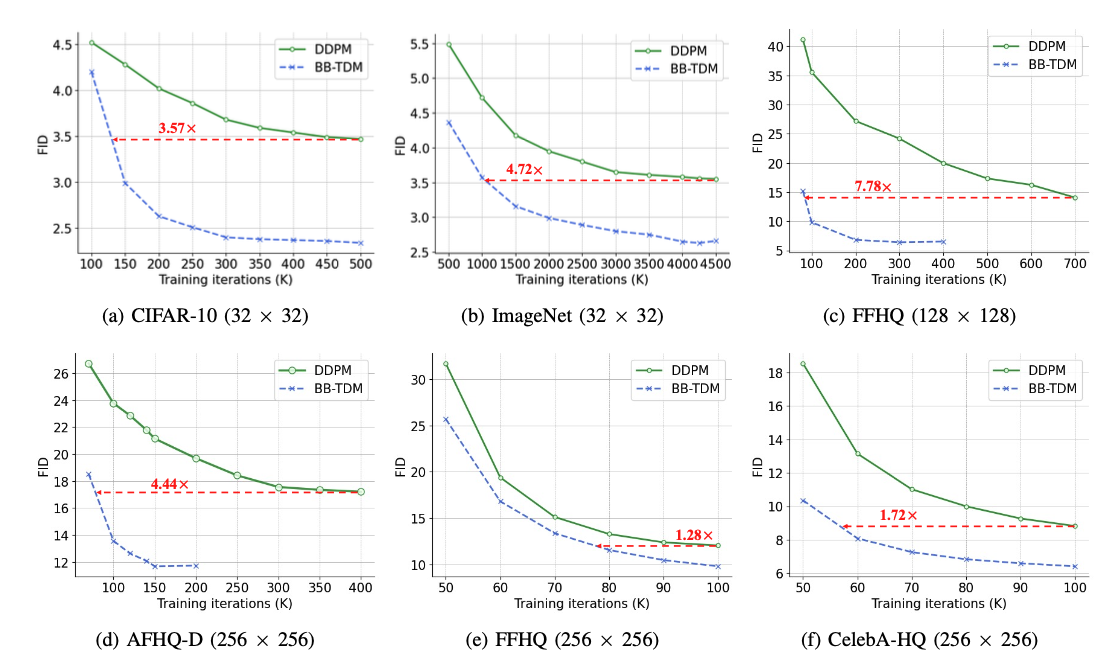 4.5
4.0
3.5
3.0
2.5
FID
DDPM
BB-TDM
3.57×
100 150 200 250 300 350 400 450 500
Training iterations (K)
(a) CIFAR-10 (32 × 32)
5.5
5.0
4.5
4.0
3.5
3.0
2.5
FID
DDPM
BB-TDM
4.72×
500 1000 1500 2000 2500 3000 3500 4000 4500
Training iterations (K)
(b) ImageNet (32 × 32)
40
35
30
25
20
15
10
5
FID
DDPM
BB-TDM
7.78×
100 200 300 400 500 600 700
Training iterations (K)
(c) FFHQ (128 × 128)
26
24
22
20
18
16
14
12
FID
DDPM
BB-TDM
4.44×
100 150 200 250 300 350 400
Training iterations (K)
(d) AFHQ-D (256 × 256)
30
25
20
15
10
FID
DDPM
BB-TDM
1.28×
50 60 70 80 90 100
Training iterations (K)
(e) FFHQ (256 × 256)
18
16
14
12
10
8
6
FID
DDPM
BB-TDM
1.72×
50 60 70 80 90 100
Training iterations (K)
(f) CelebA-HQ (256 × 256)